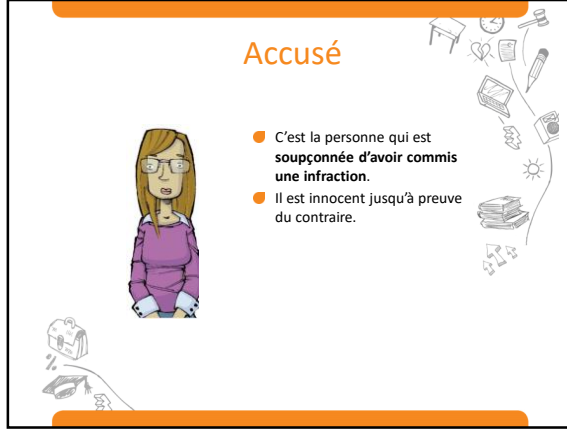 Accusé
C’est la personne qui est
soupçonnée d’avoir commis
une infraction.
Il est innocent jusqu’à preuve
du contraire.
%